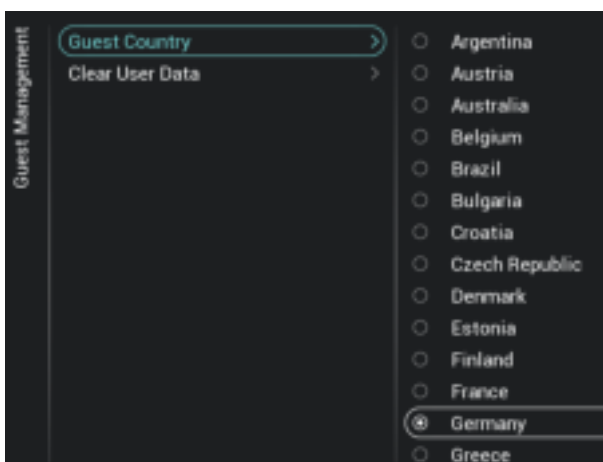 Guest Management
Guest Country
Clear User Data
Argentina
Austria
Australia
Belgium
Brazil
Bulgaria
Croatia
Czech Republic
Denmark
Estonia
Finland
France
Germany
Greece